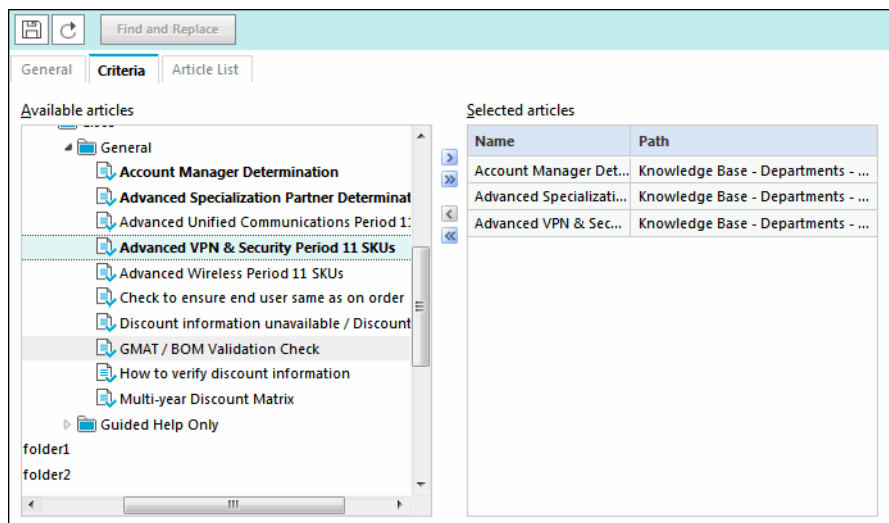 Find and Replace
General Criteria Article List
Available articles
General
Account Manager Determination
Advanced Specialization Partner Determinat
Advanced Unified Communications Period 11
Advanced VPN & Security Period 11 SKUs
Advanced Wireless Period 11 SKUs
Check to ensure end user same as on order
Discount information unavailable / Discount
GMAT / BOM Validation Check
How to verify discount information
Multi-year Discount Matrix
Guided Help Only
folder1
folder2
Selected articles
Name Path
Account Manager Det... Knowledge Base - Departments - ...
Advanced Specializati... Knowledge Base - Departments - ...
Advanced VPN & Sec... Knowledge Base - Departments - ...